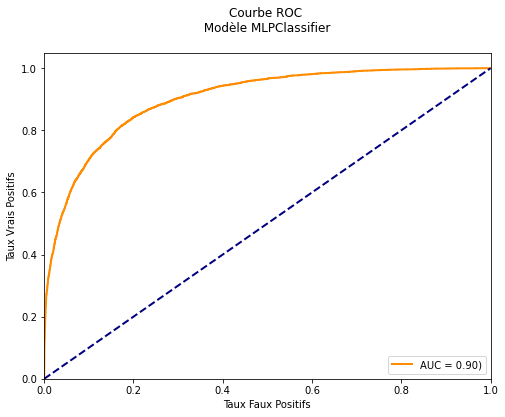 Courbe ROC
Modèle MLPClassifier
1.0
0.8
0.6
0.4
0.2
0.0
Taux Vrais Positifs
AUC = 0.90)
0.0 0.2 0.4 0.6 0.8 1.0
Taux Faux Positifs